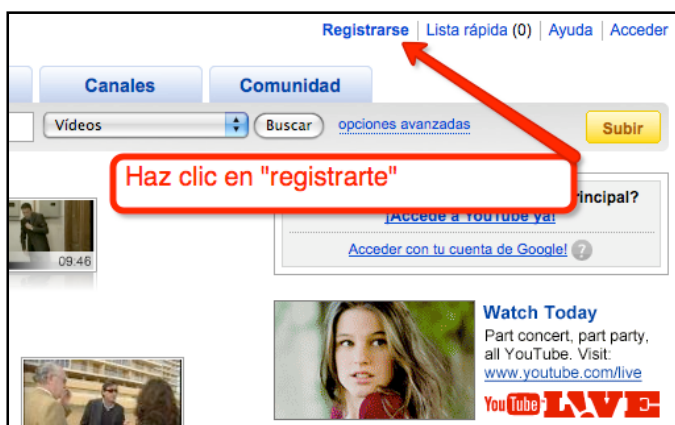 Registrarse | Lista rápida (0) | Ayuda | Acceder
Canales
Comunidad
Vídeos
Buscar
opciones avanzadas
Subir
Haz clic en "registrarte"
¡Accede a YouTube ya!
Acceder con tu cuenta de Google! ?
09:46
Watch Today
Part concert, part party,
all YouTube. Visit:
www.youtube.com/live
YouTube LIVE